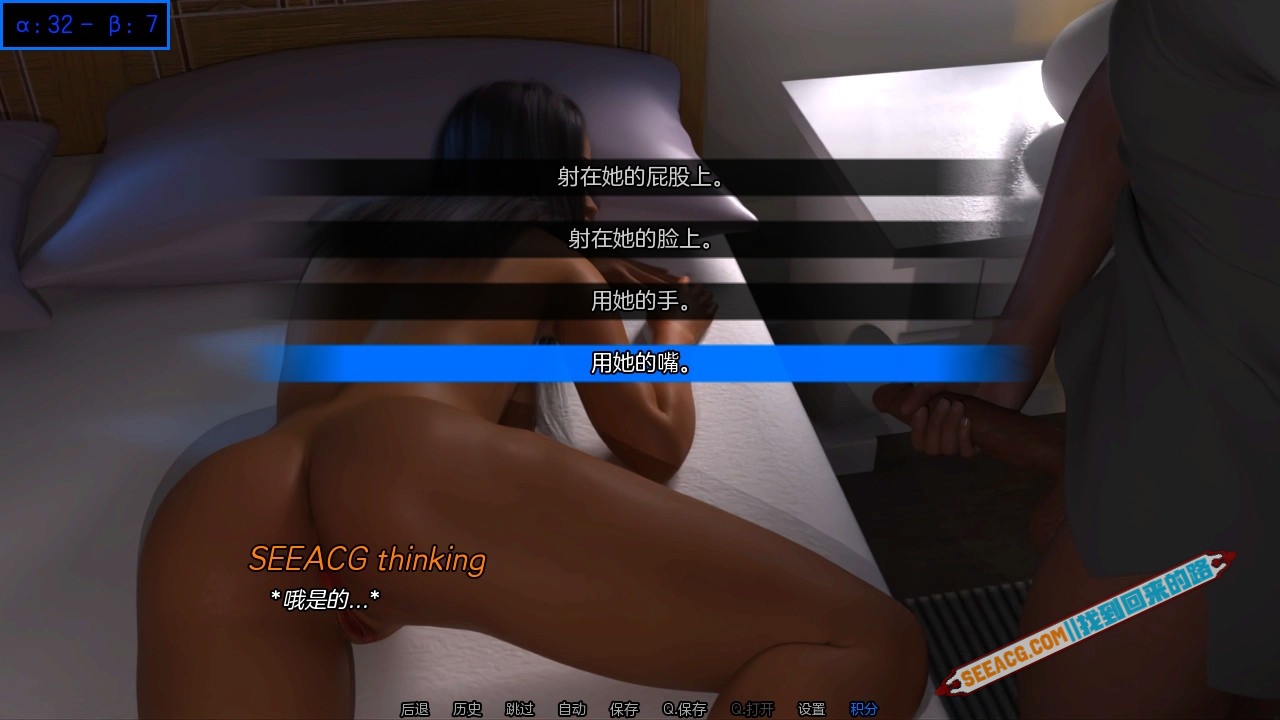 α: 32 - β: 7
射在她的屁股上。
射在她的脸上。
用她的手。
用她的嘴。
SEEACG thinking
*哦是的...*
SEEACG.COM||找到回来的路
后退 历史 跳过 自动 保存 Q.保存 Q.打开 设置 积分